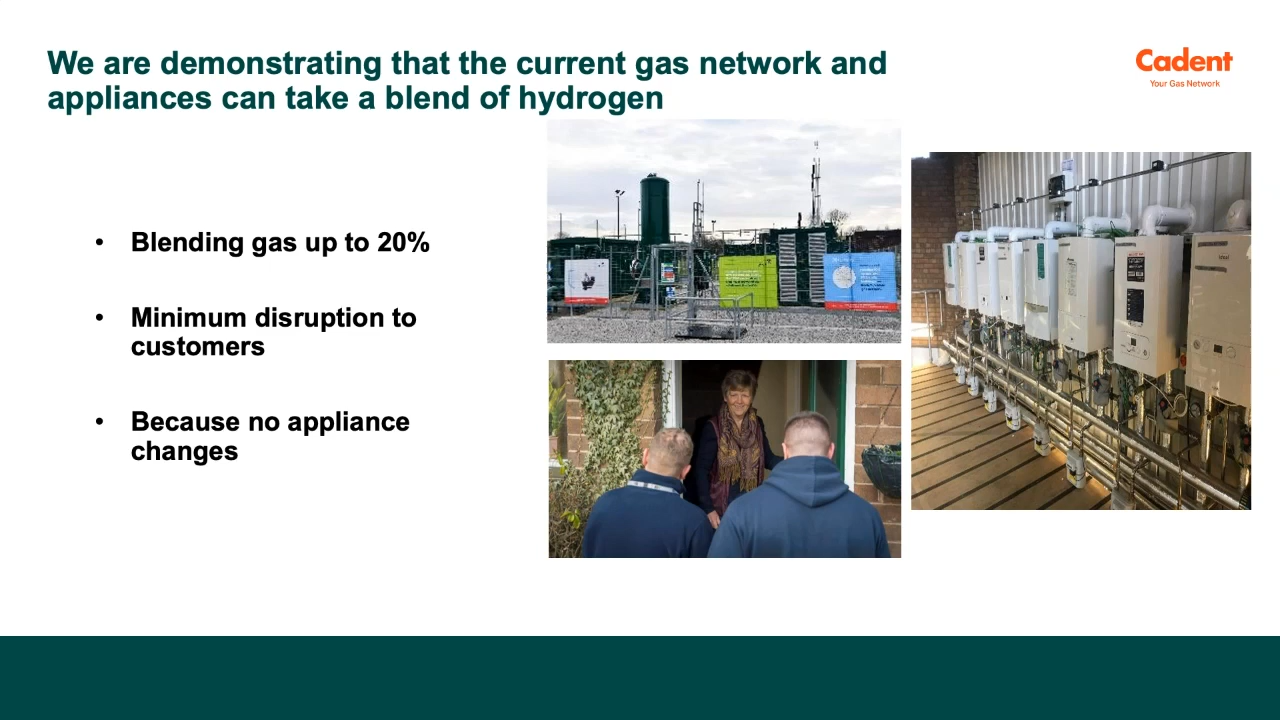 We are demonstrating that the current gas network and
appliances can take a blend of hydrogen
Cadent
Your Gas Network
• Blending gas up to 20%
• Minimum disruption to
customers
• Because no appliance
changes